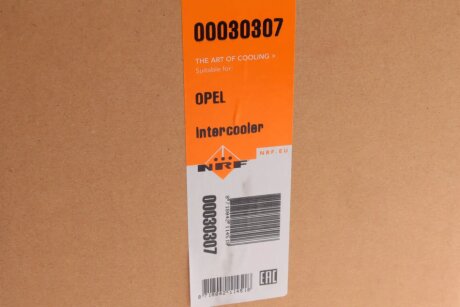 00030307
THE ART OF COOLING +
Suitable for:
OPEL
Intercooler
NRF
NRF.EU
00030307
EAC